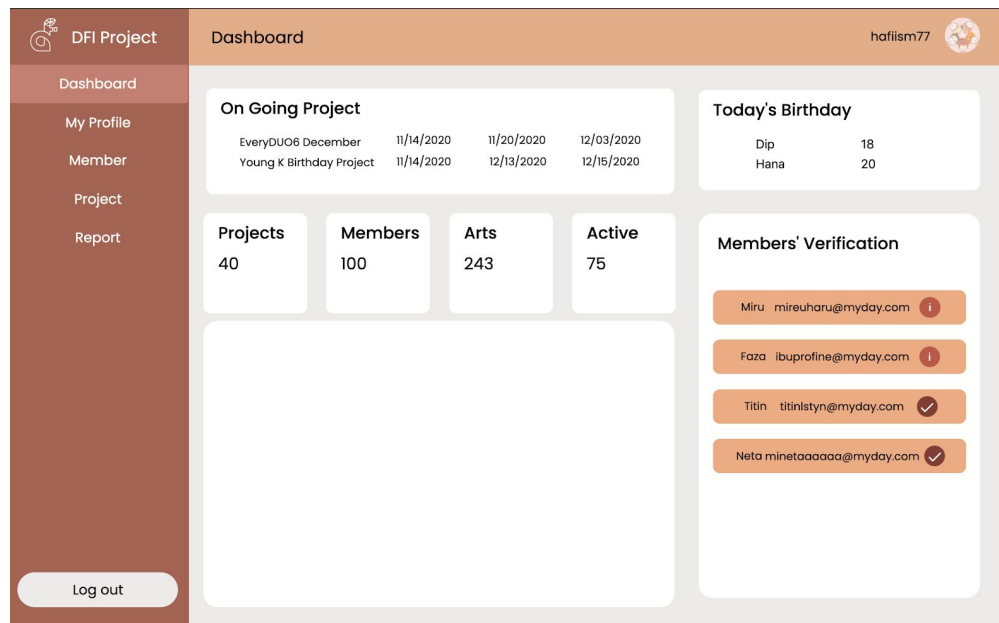 DFI Project
Dashboard
My Profile
Member
Project
Report
Log out
Dashboard
hafiism77
On Going Project
EveryDUO6 December 11/14/2020 11/20/2020 12/03/2020
Young K Birthday Project 11/14/2020 12/13/2020 12/15/2020
Today's Birthday
Dip 18
Hana 20
Projects
40
Members
100
Arts
243
Active
75
Members' Verification
Miru mireuharu@myday.com i
Faza ibuprofine@myday.com i
Titin titinlstyn@myday.com
Neta minetaaaaaa@myday.com